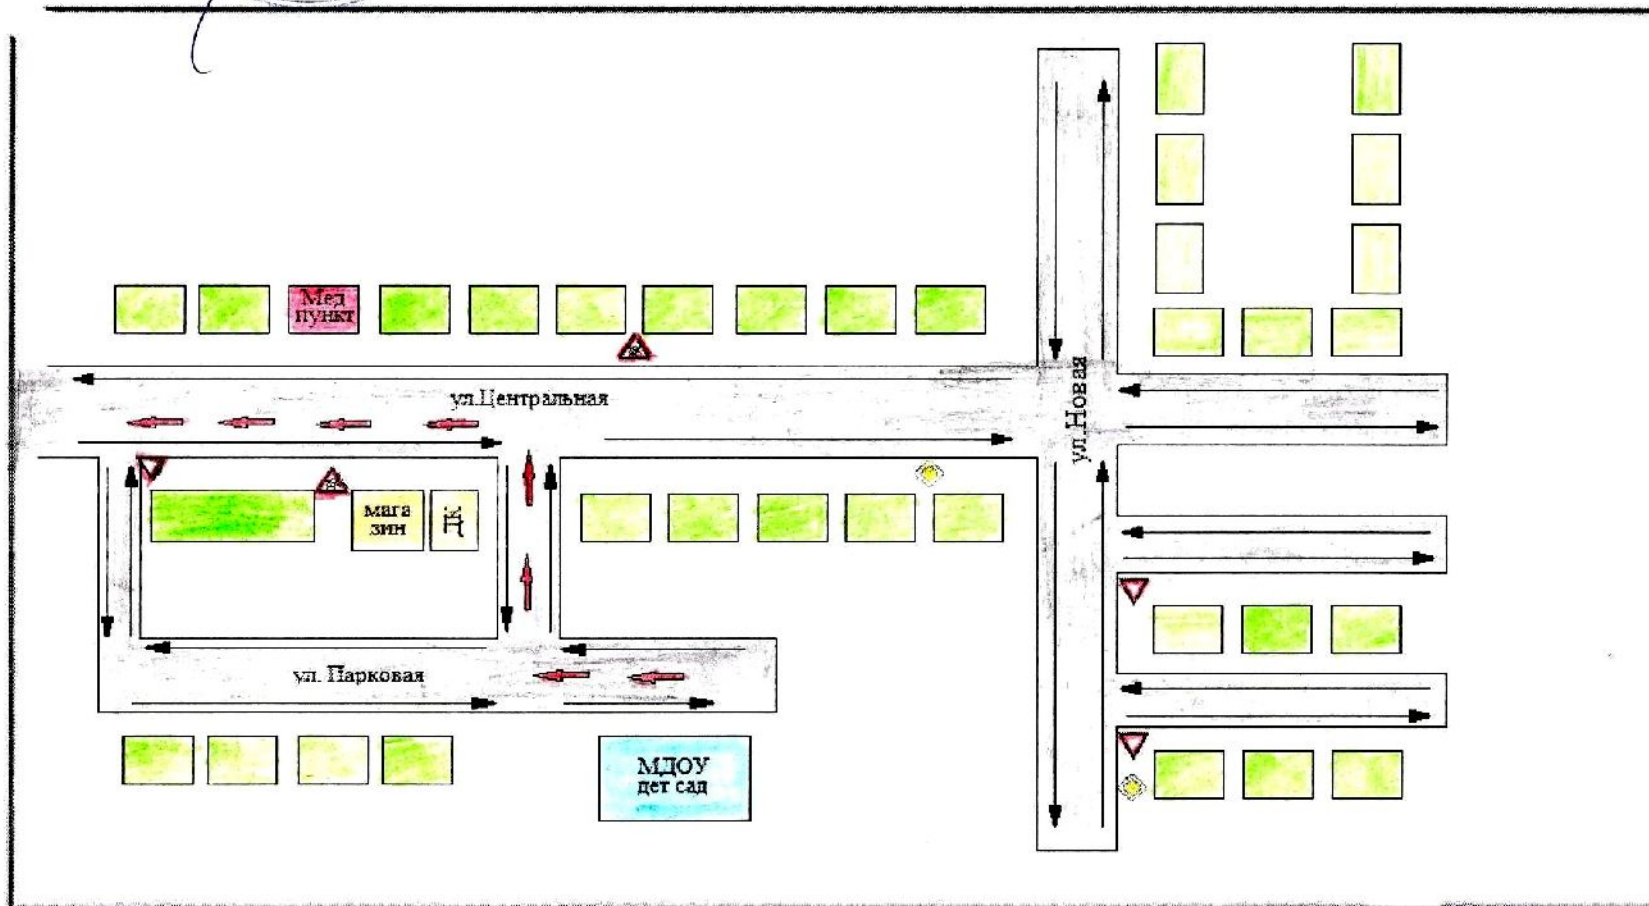 Мед
пункт
ул.Центральная
ул.Новая
мага
зин
ДК
ул. Парковая
МДОУ
дет сад